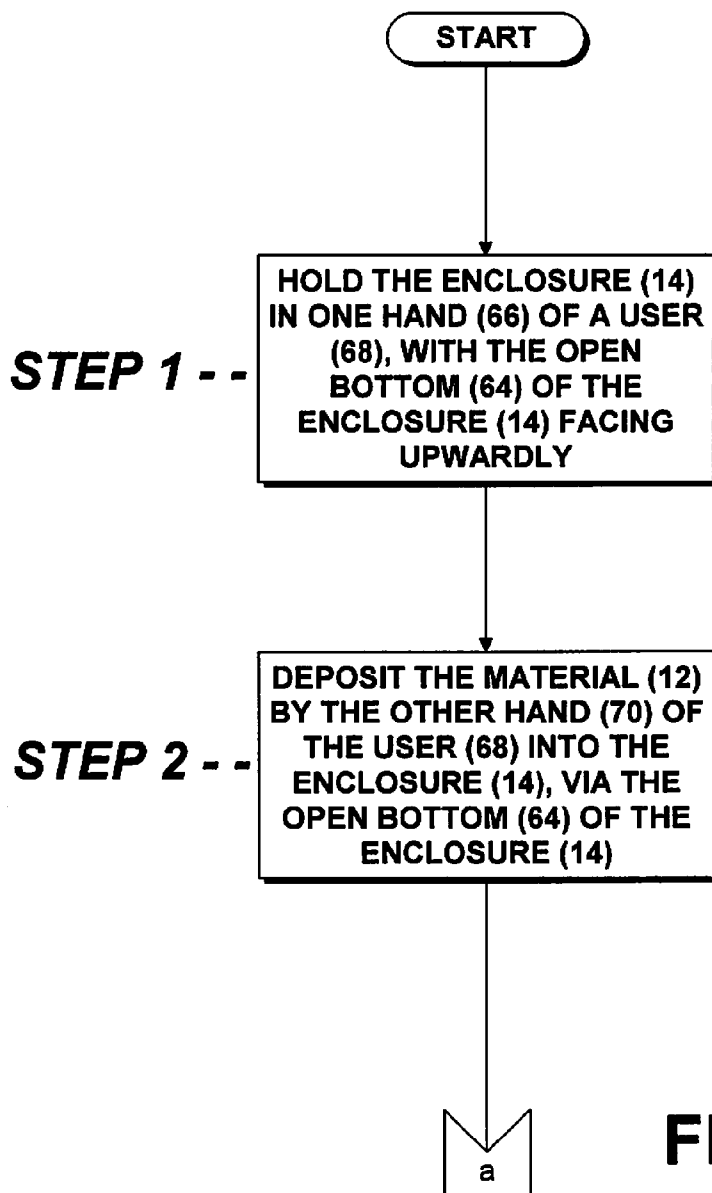 START
HOLD THE ENCLOSURE (14)
IN ONE HAND (66) OF A USER
(68), WITH THE OPEN
BOTTOM (64) OF THE
ENCLOSURE (14) FACING
UPWARDLY
STEP 1 - -
DEPOSIT THE MATERIAL (12)
BY THE OTHER HAND (70) OF
THE USER (68) INTO THE
ENCLOSURE (14), VIA THE
OPEN BOTTOM (64) OF THE
ENCLOSURE (14)
STEP 2 - -
a